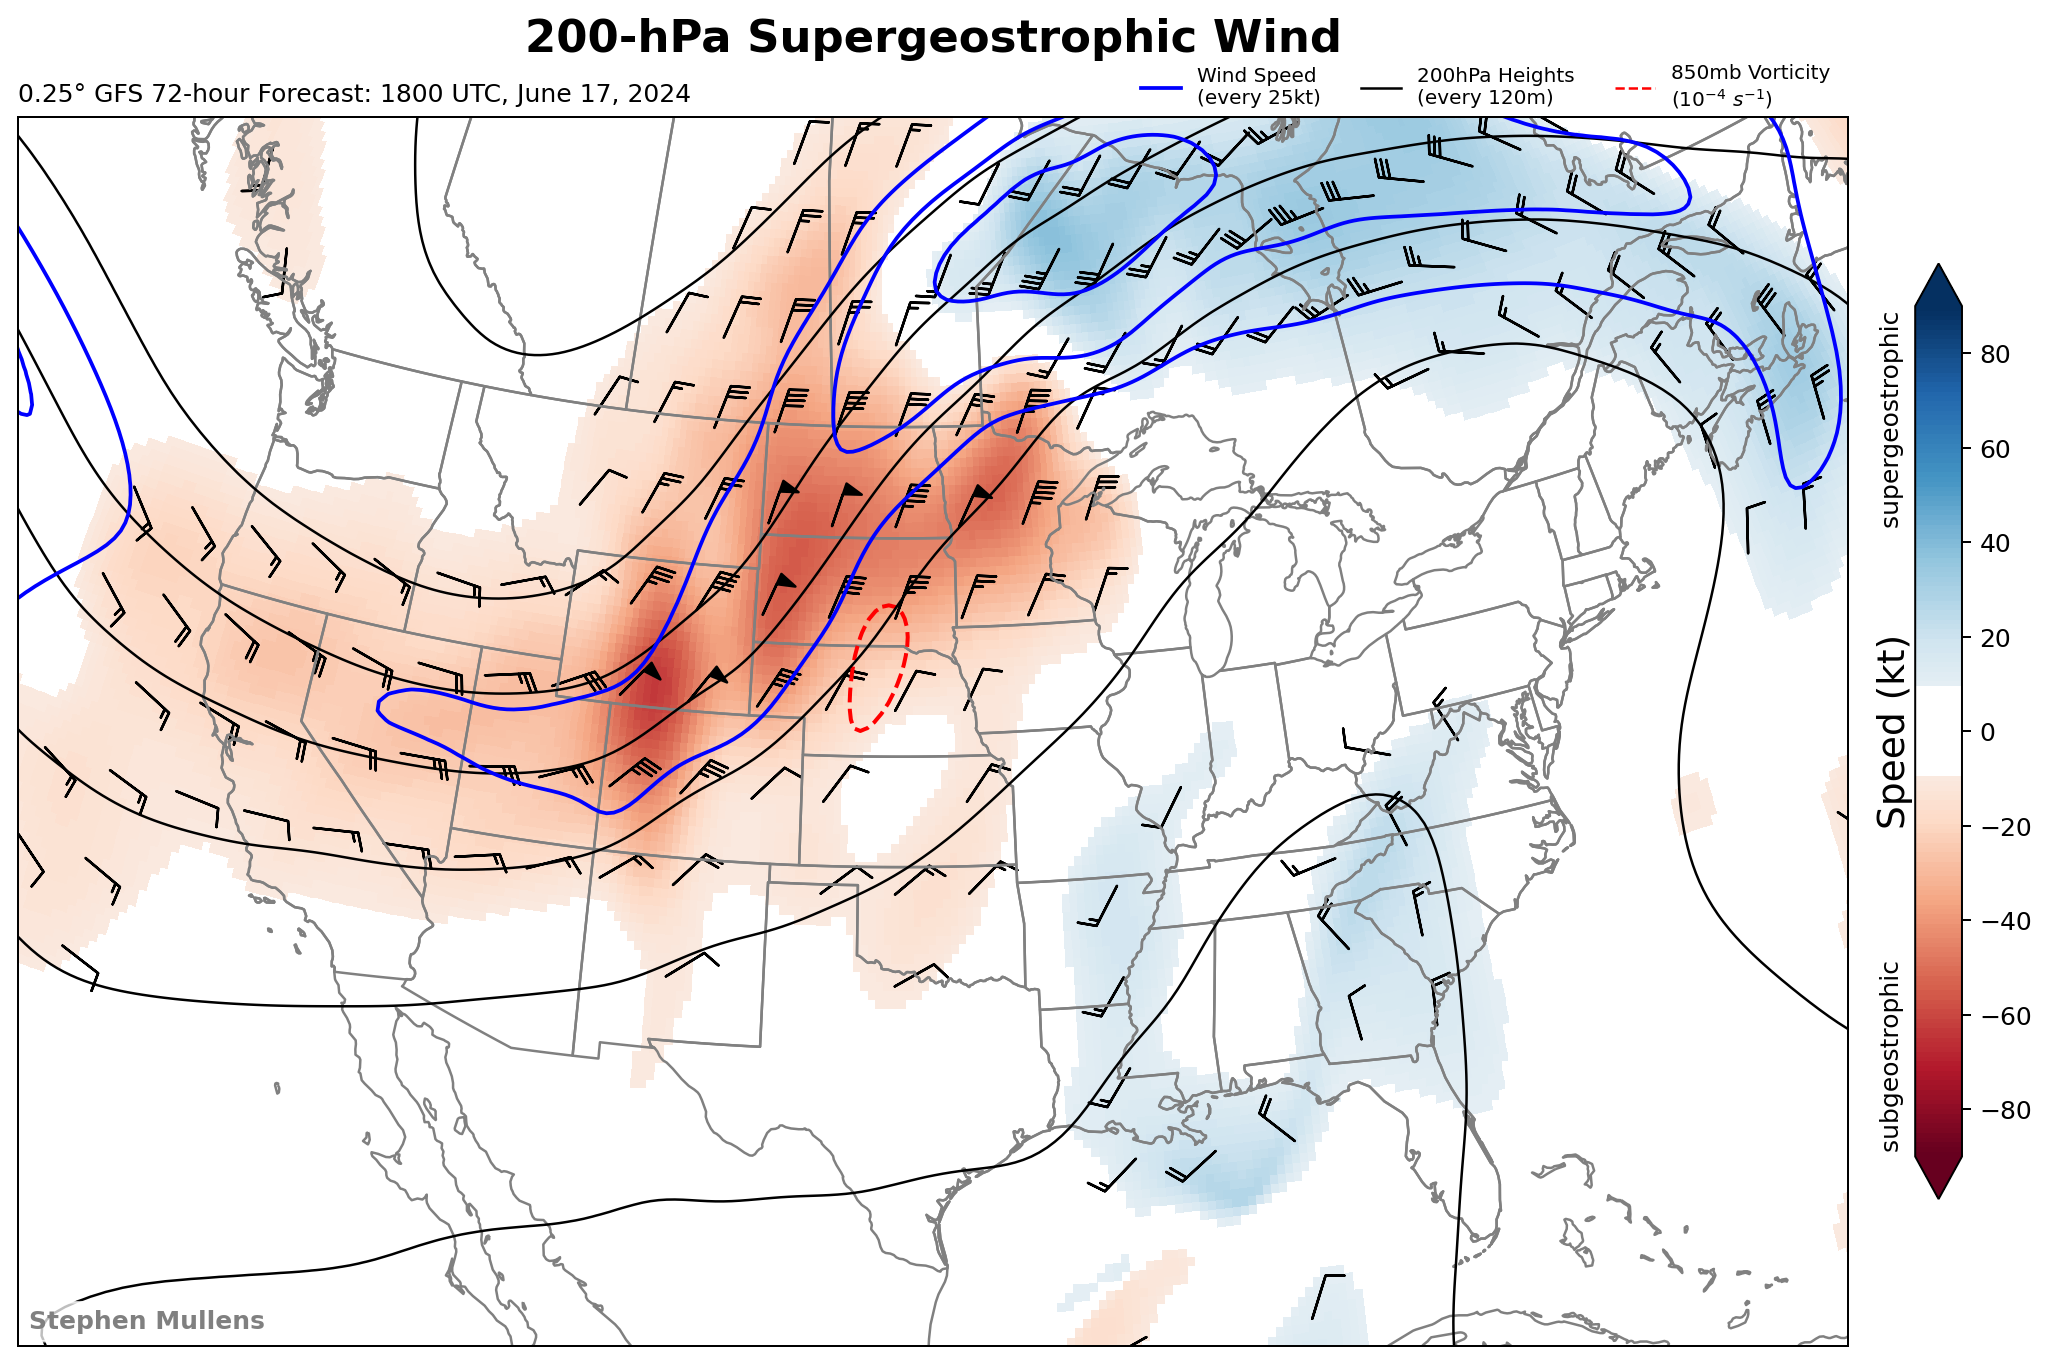 200-hPa Supergeostrophic Wind
0.25° GFS 72-hour Forecast: 1800 UTC, June 17, 2024
Wind Speed
(every 25kt)
200hPa Heights
(every 120m)
850mb Vorticity
(10⁻⁴ s⁻¹)
supergeostrophic
Speed (kt)
subgeostrophic
80
60
40
20
0
−20
−40
−60
−80
Stephen Mullens